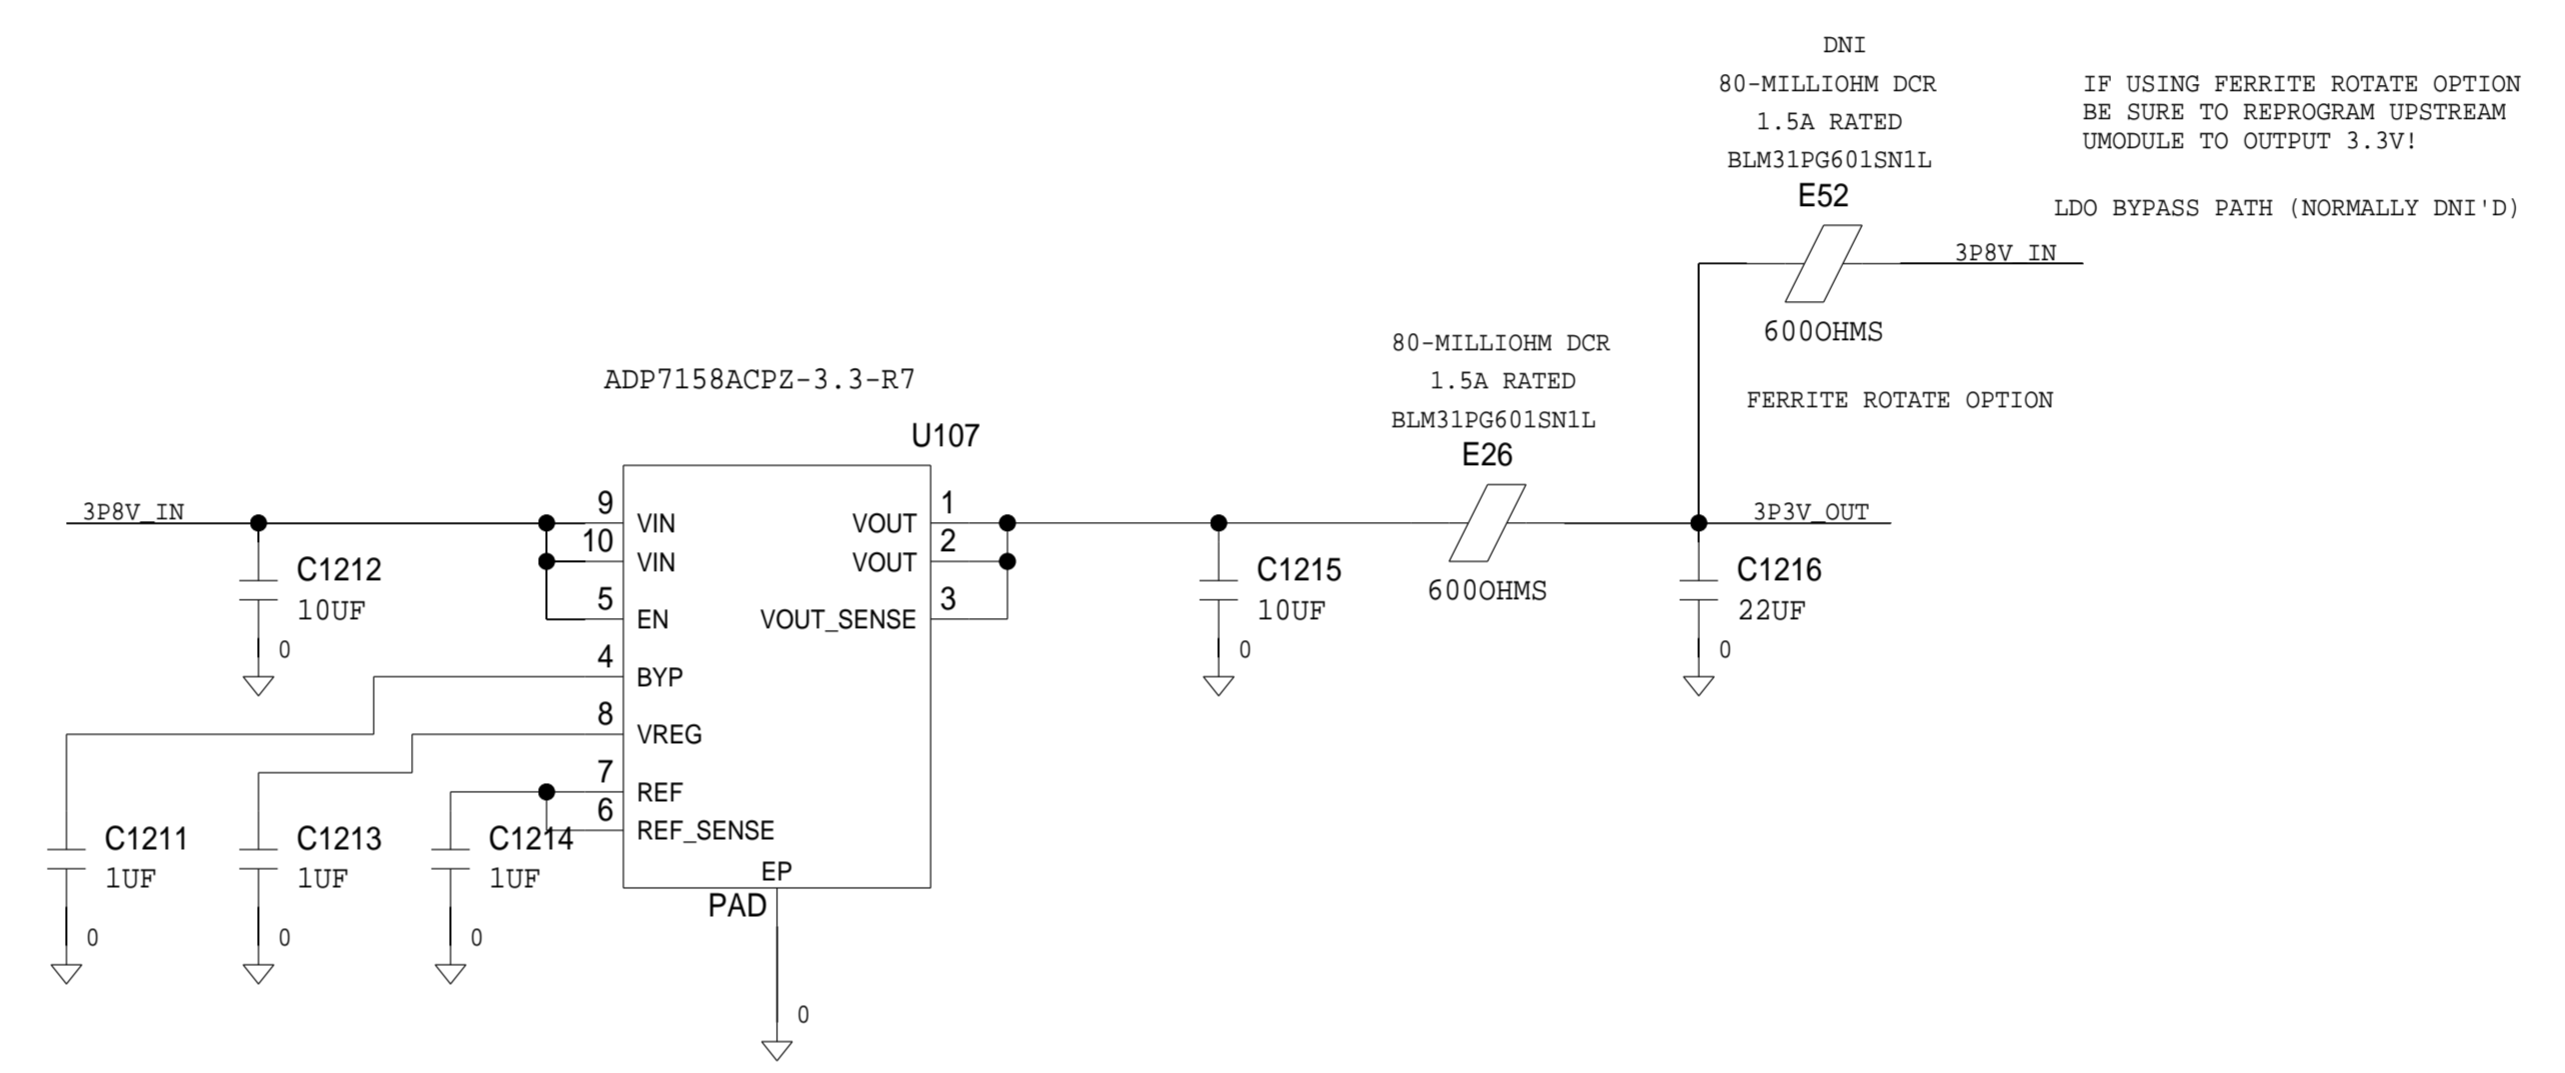 DNI
80-MILLIOHM DCR
1.5A RATED
BLM31PG601SN1L
E52
600OHMS
IF USING FERRITE ROTATE OPTION
BE SURE TO REPROGRAM UPSTREAM
UMODULE TO OUTPUT 3.3V!
LDO BYPASS PATH (NORMALLY DNI'D)
3P8V_IN
FERRITE ROTATE OPTION
80-MILLIOHM DCR
1.5A RATED
BLM31PG601SN1L
E26
600OHMS
ADP7158ACPZ-3.3-R7
U107
3P8V_IN
9
VIN
10
VIN
5
EN
4
BYP
8
VREG
7
REF
6
REF_SENSE
EP
PAD
0
VOUT
1
VOUT
2
VOUT_SENSE
3
3P3V_OUT
C1212
10UF
0
C1215
10UF
0
C1216
22UF
0
C1211
1UF
0
C1213
1UF
0
C1214
1UF
0